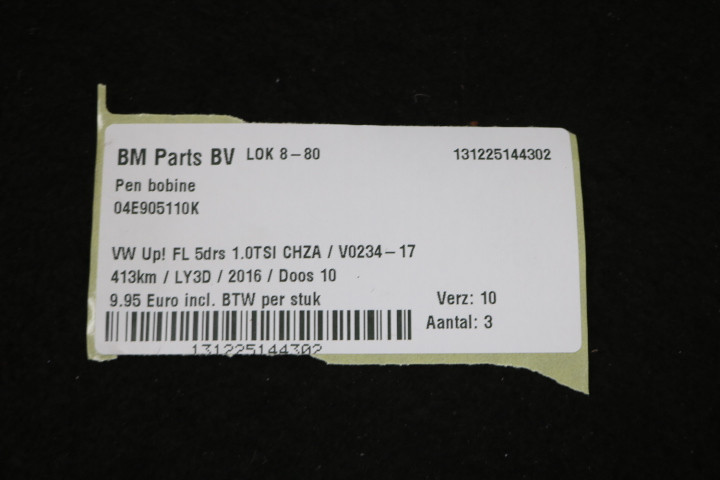 BM Parts BV LOK 8-80 131225144302
Pen bobine
04E905110K
VW Up! FL 5drs 1.0TSI CHZA / V0234-17
413km / LY3D / 2016 / Doos 10
9.95 Euro incl. BTW per stuk Verz: 10
Aantal: 3
131225144302